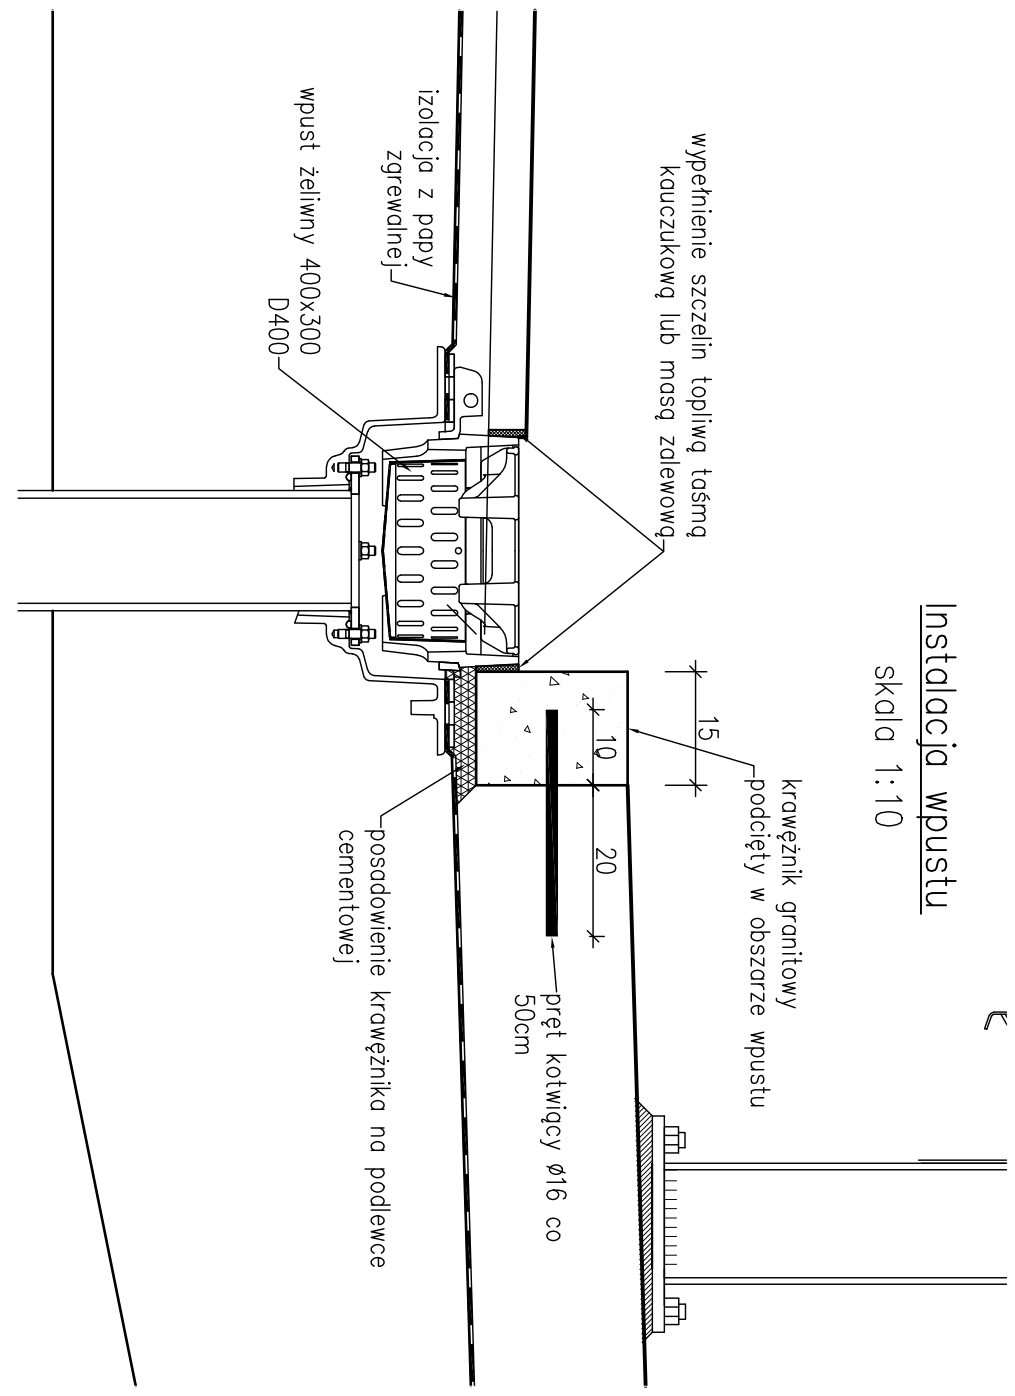 Instalacja wpustu
skala 1:10
wypełnienie szczelin topliwą taśmą
kauczukową lub masą zalewową
izolacja z papy
zgrewalnej
wpust żeliwny 400x300
D400
krawężnik granitowy
podcięty w obszarze wpustu
15
10
20
pręt kotwiący ø16 co
50cm
posadowienie krawężnika na podlewce
cementowej